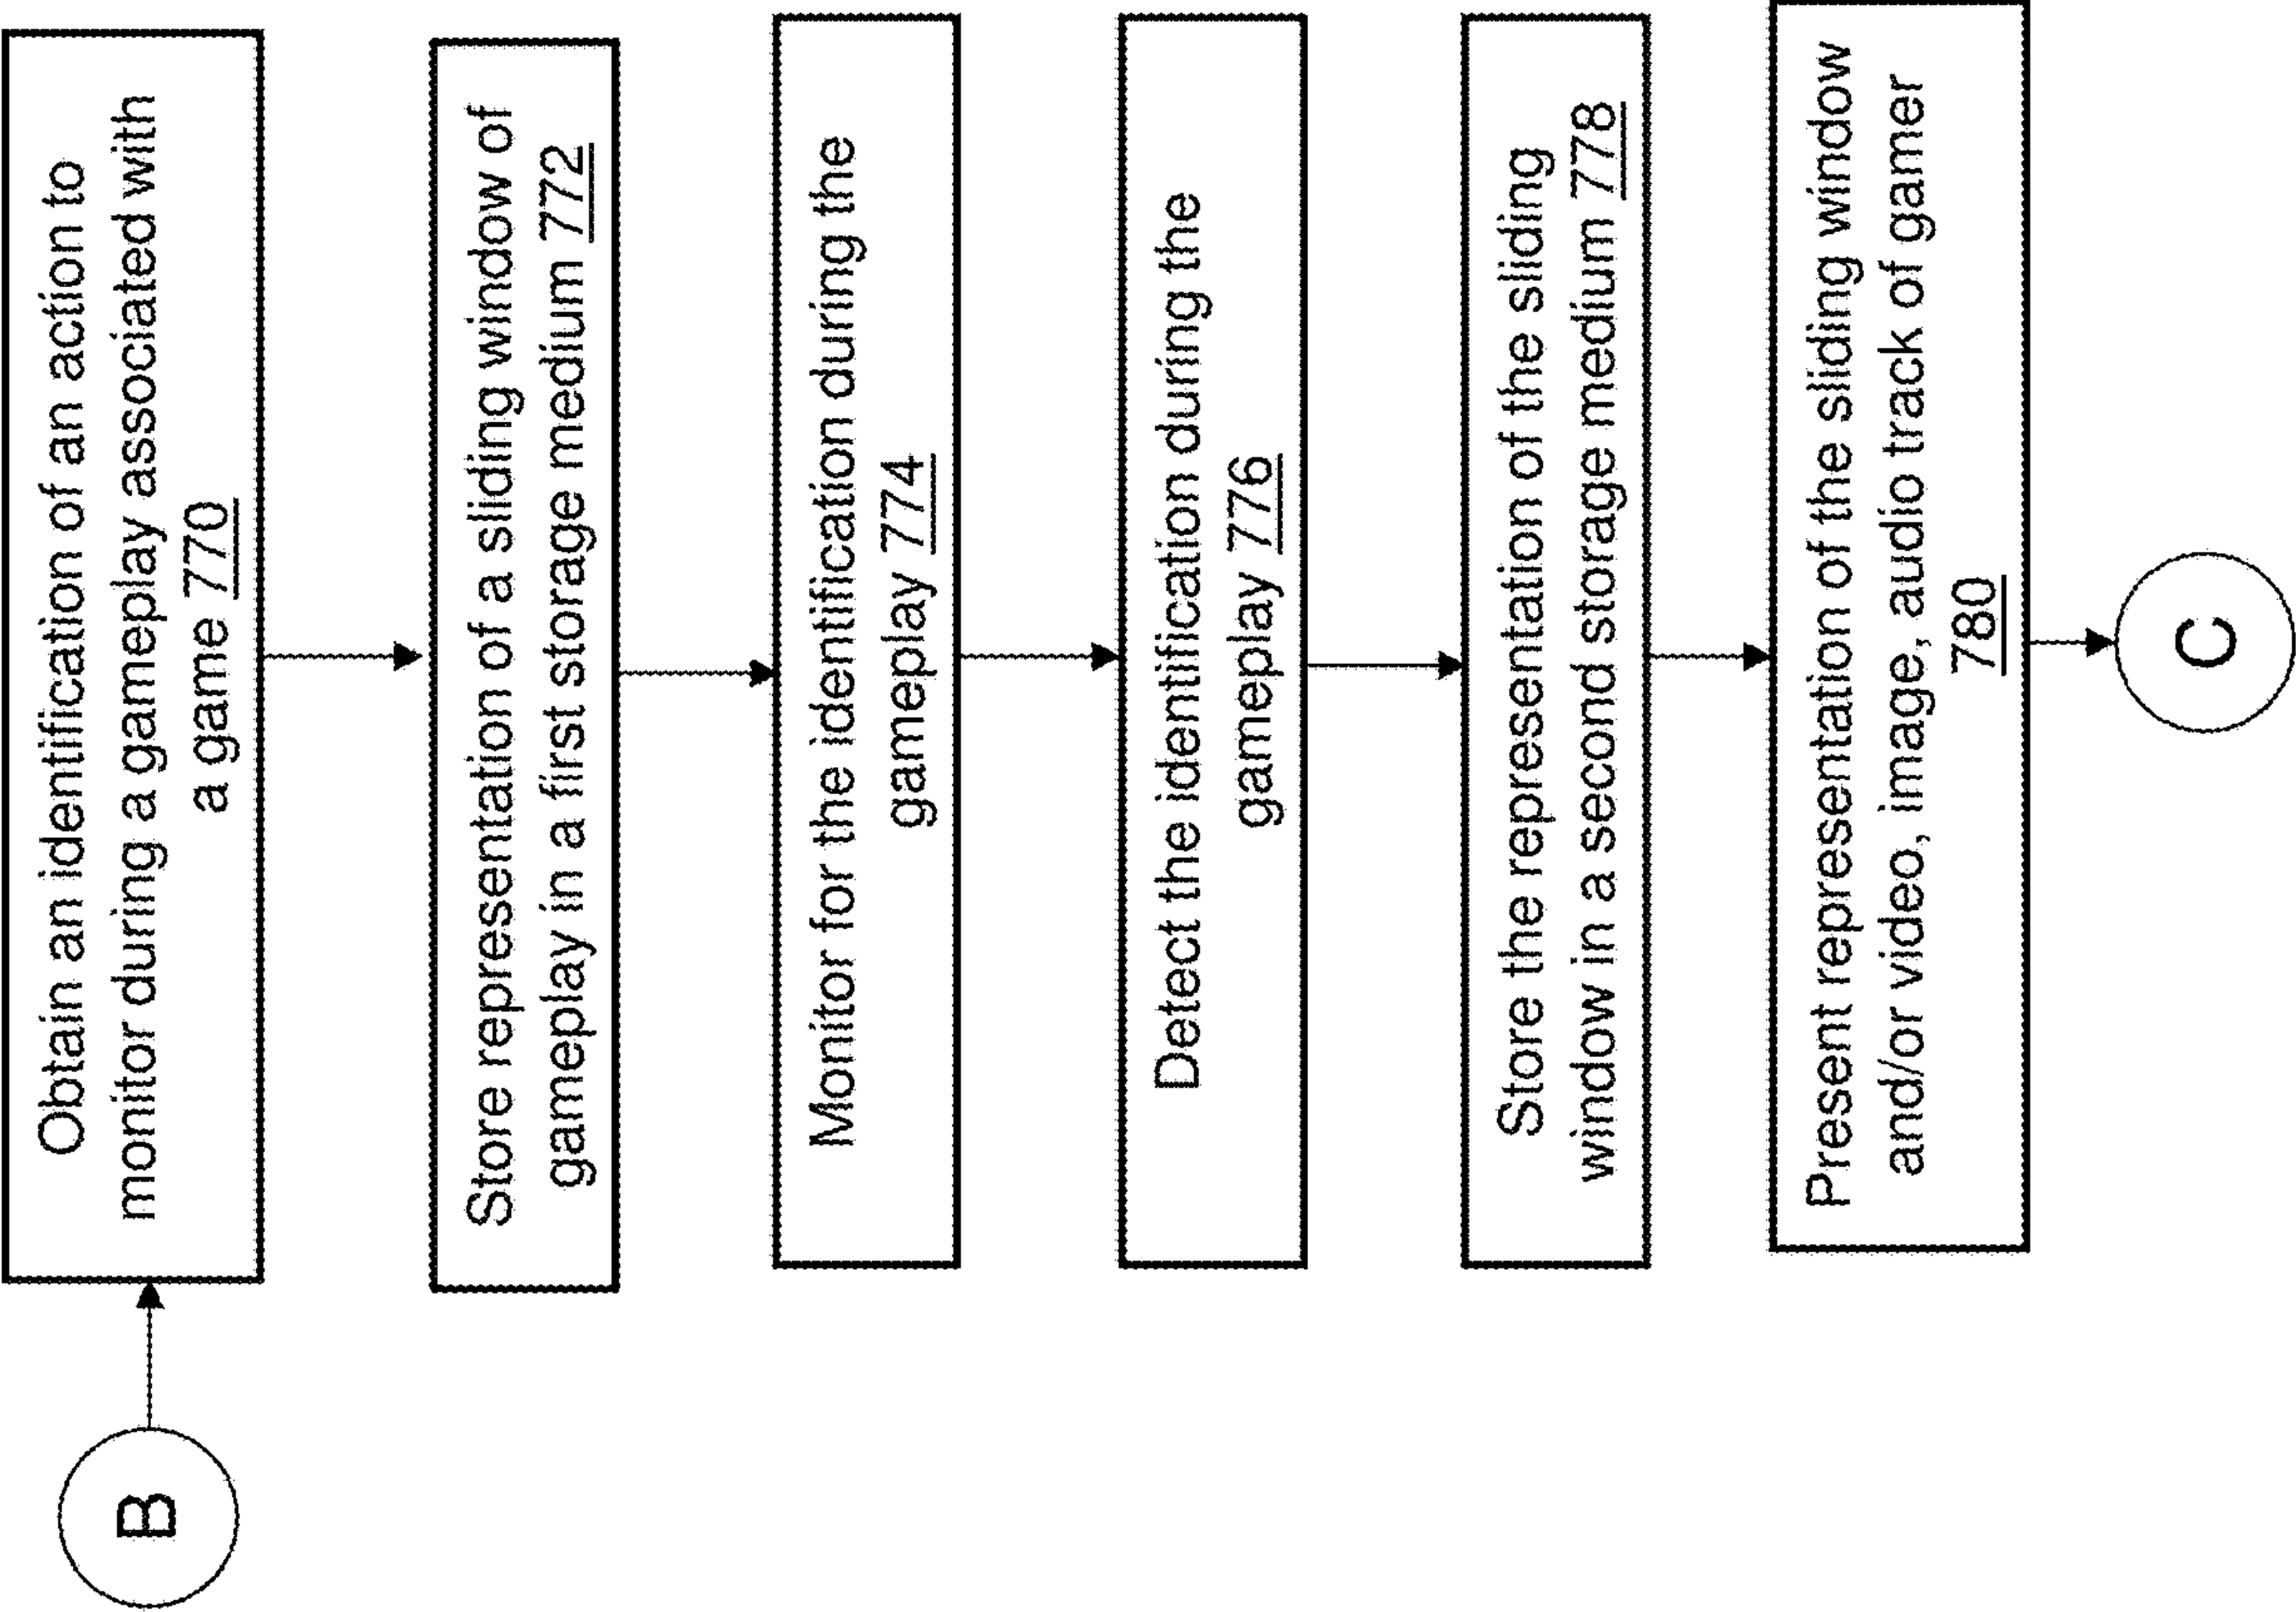 B
Obtain an identification of an action to
monitor during a gameplay associated with
a game 770
Store representation of a sliding window of
gameplay in a first storage medium 772
Monitor for the identification during the
gameplay 774
Detect the identification during the
gameplay 776
Store the representation of the sliding
window in a second storage medium 778
Present representation of the sliding window
and/or video, image, audio track of gamer
780
C